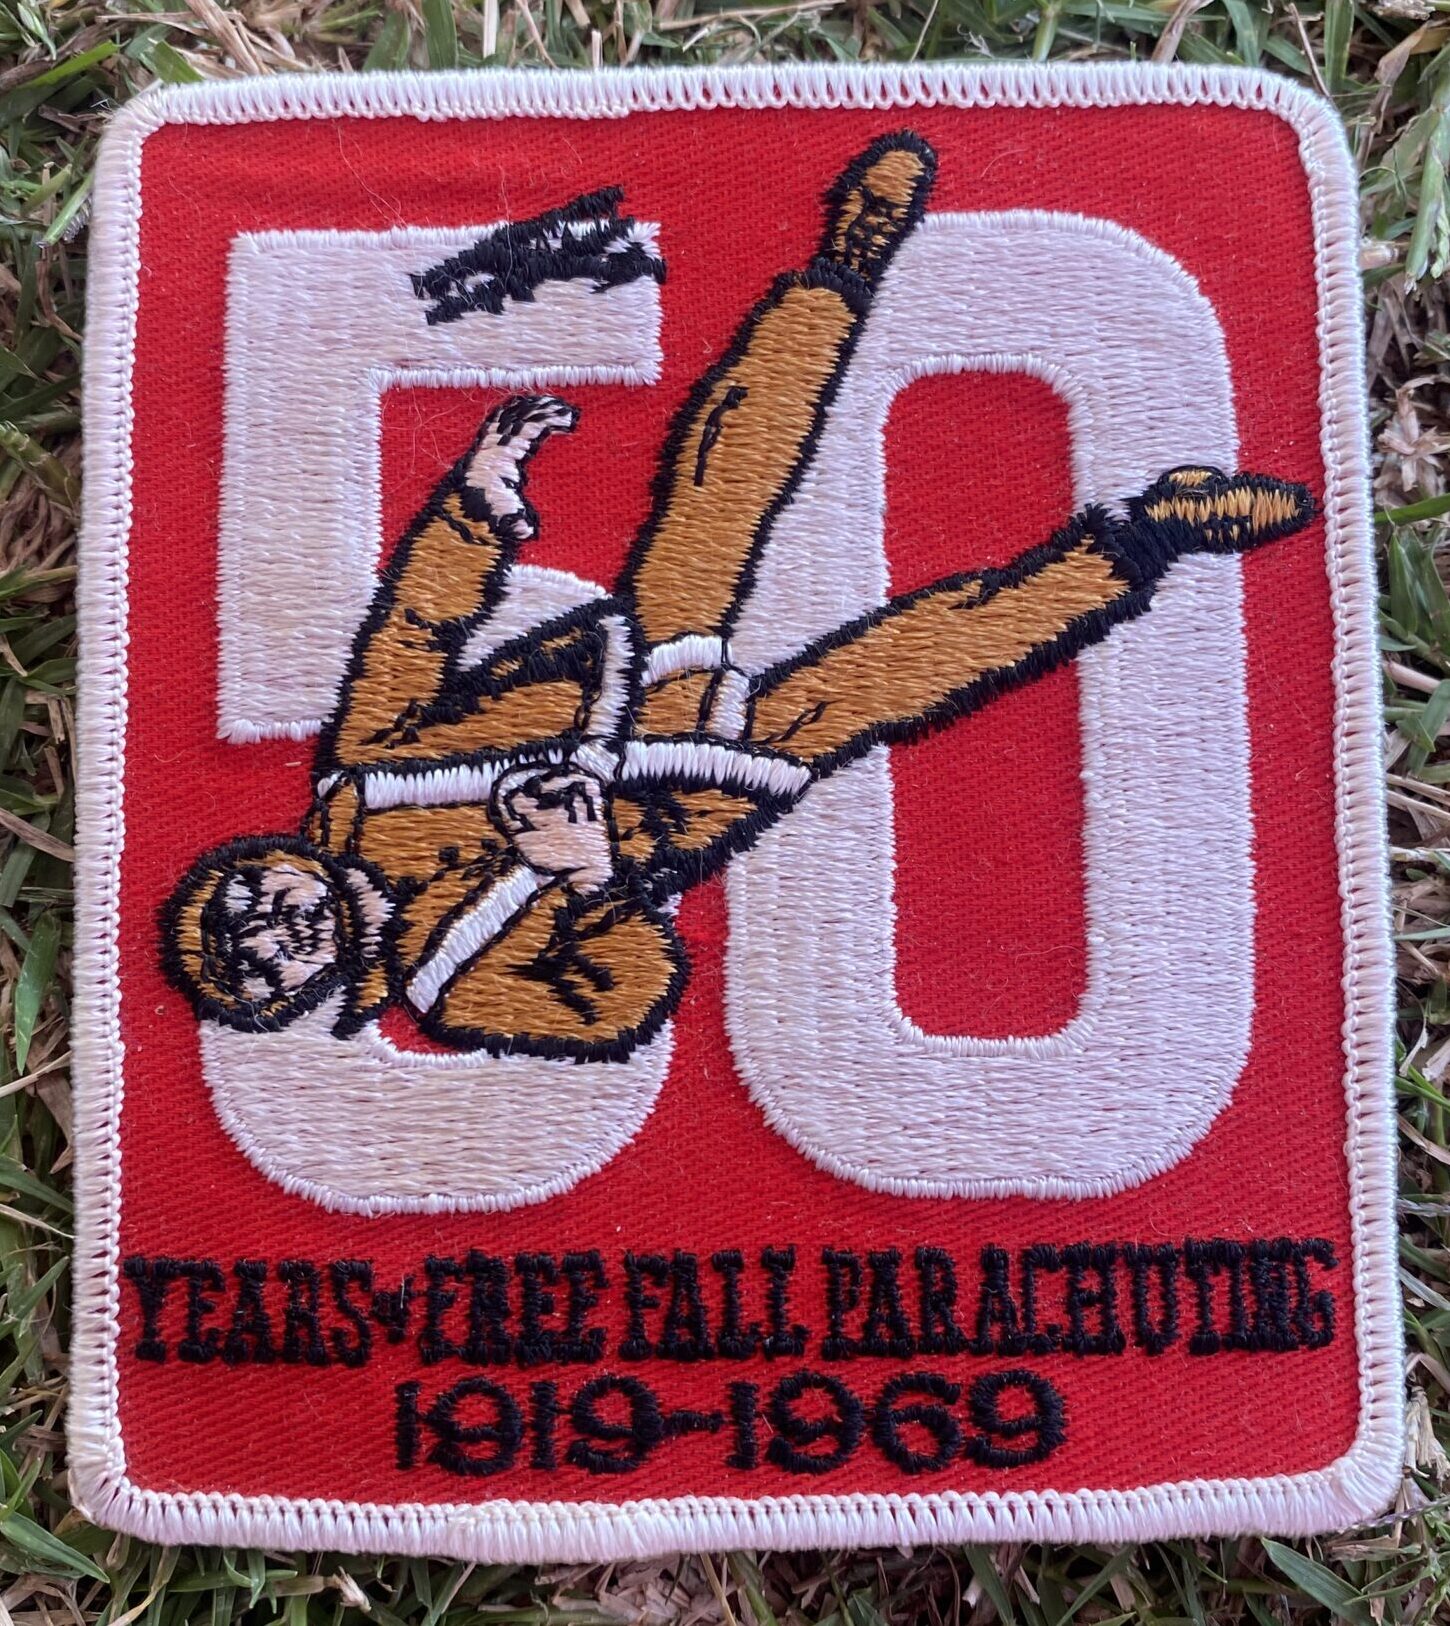 50
YEARS of FREE FALL PARACHUTING
1919-1969